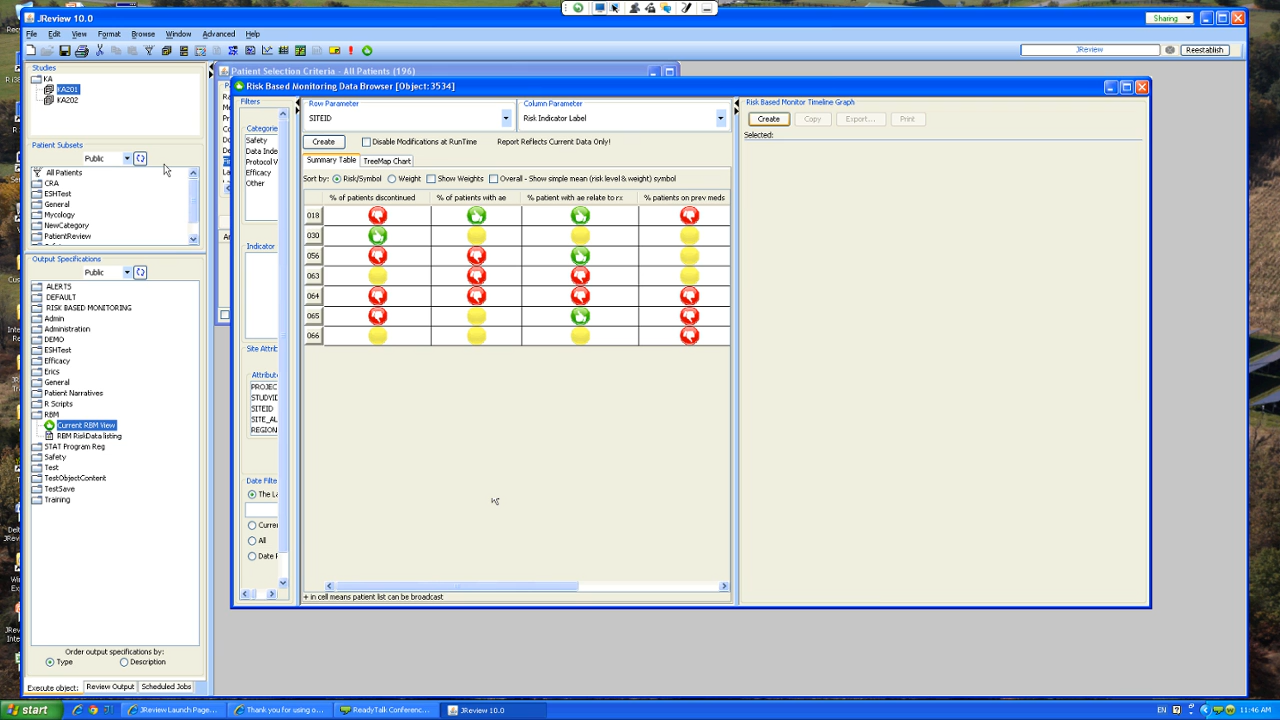 JReview 10.0
Sharing
File Edit View Format Browse Window Advanced Help
JReview
Reestablish
Studies
KA
KA201
KA202
Patient Subsets
Public
All Patients
CRA
ESHTest
General
Mycology
NewCategory
PatientReview
Output Specifications
Public
ALERTS
DEFAULT
RISK BASED MONITORING
Admin
Administration
DEMO
ESHTest
Efficacy
Erics
General
Patient Narratives
R Scripts
RBM
Current RBM View
RBM RiskData listing
STAT Program Reg
Safety
Test
TestObjectContent
TestSave
Training
Order output specifications by:
Type Description
Execute object: Review Output Scheduled Jobs
Patient Selection Criteria - All Patients (196)
Risk Based Monitoring Data Browser [Object:3534]
Filters
Categorie
Safety
Data Inde
Protocol V
Efficacy
Other
Indicator
Site Attrib
Attribute
PROJEC
STUDYID
SITEID
SITE_AL
REGION
Date Filter
The La
Curren
All
Date R
Row Parameter
SITEID
Column Parameter
Risk Indicator Label
Create
Disable Modifications at RunTime
Report Reflects Current Data Only!
Summary Table TreeMap Chart
Sort by: Risk/Symbol Weight Show Weights Overall - Show simple mean (risk level & weight) symbol
% of patients discontinued % of patients with ae % patient with ae relate to rx % patients on prev meds
018
030
056
063
064
065
066
+ in cell means patient list can be broadcast
Risk Based Monitor Timeline Graph
Create Copy Export... Print
Selected:
start
JReview Launch Page...
Thank you for using o...
ReadyTalk Conferenc...
JReview 10.0
EN
11:46 AM